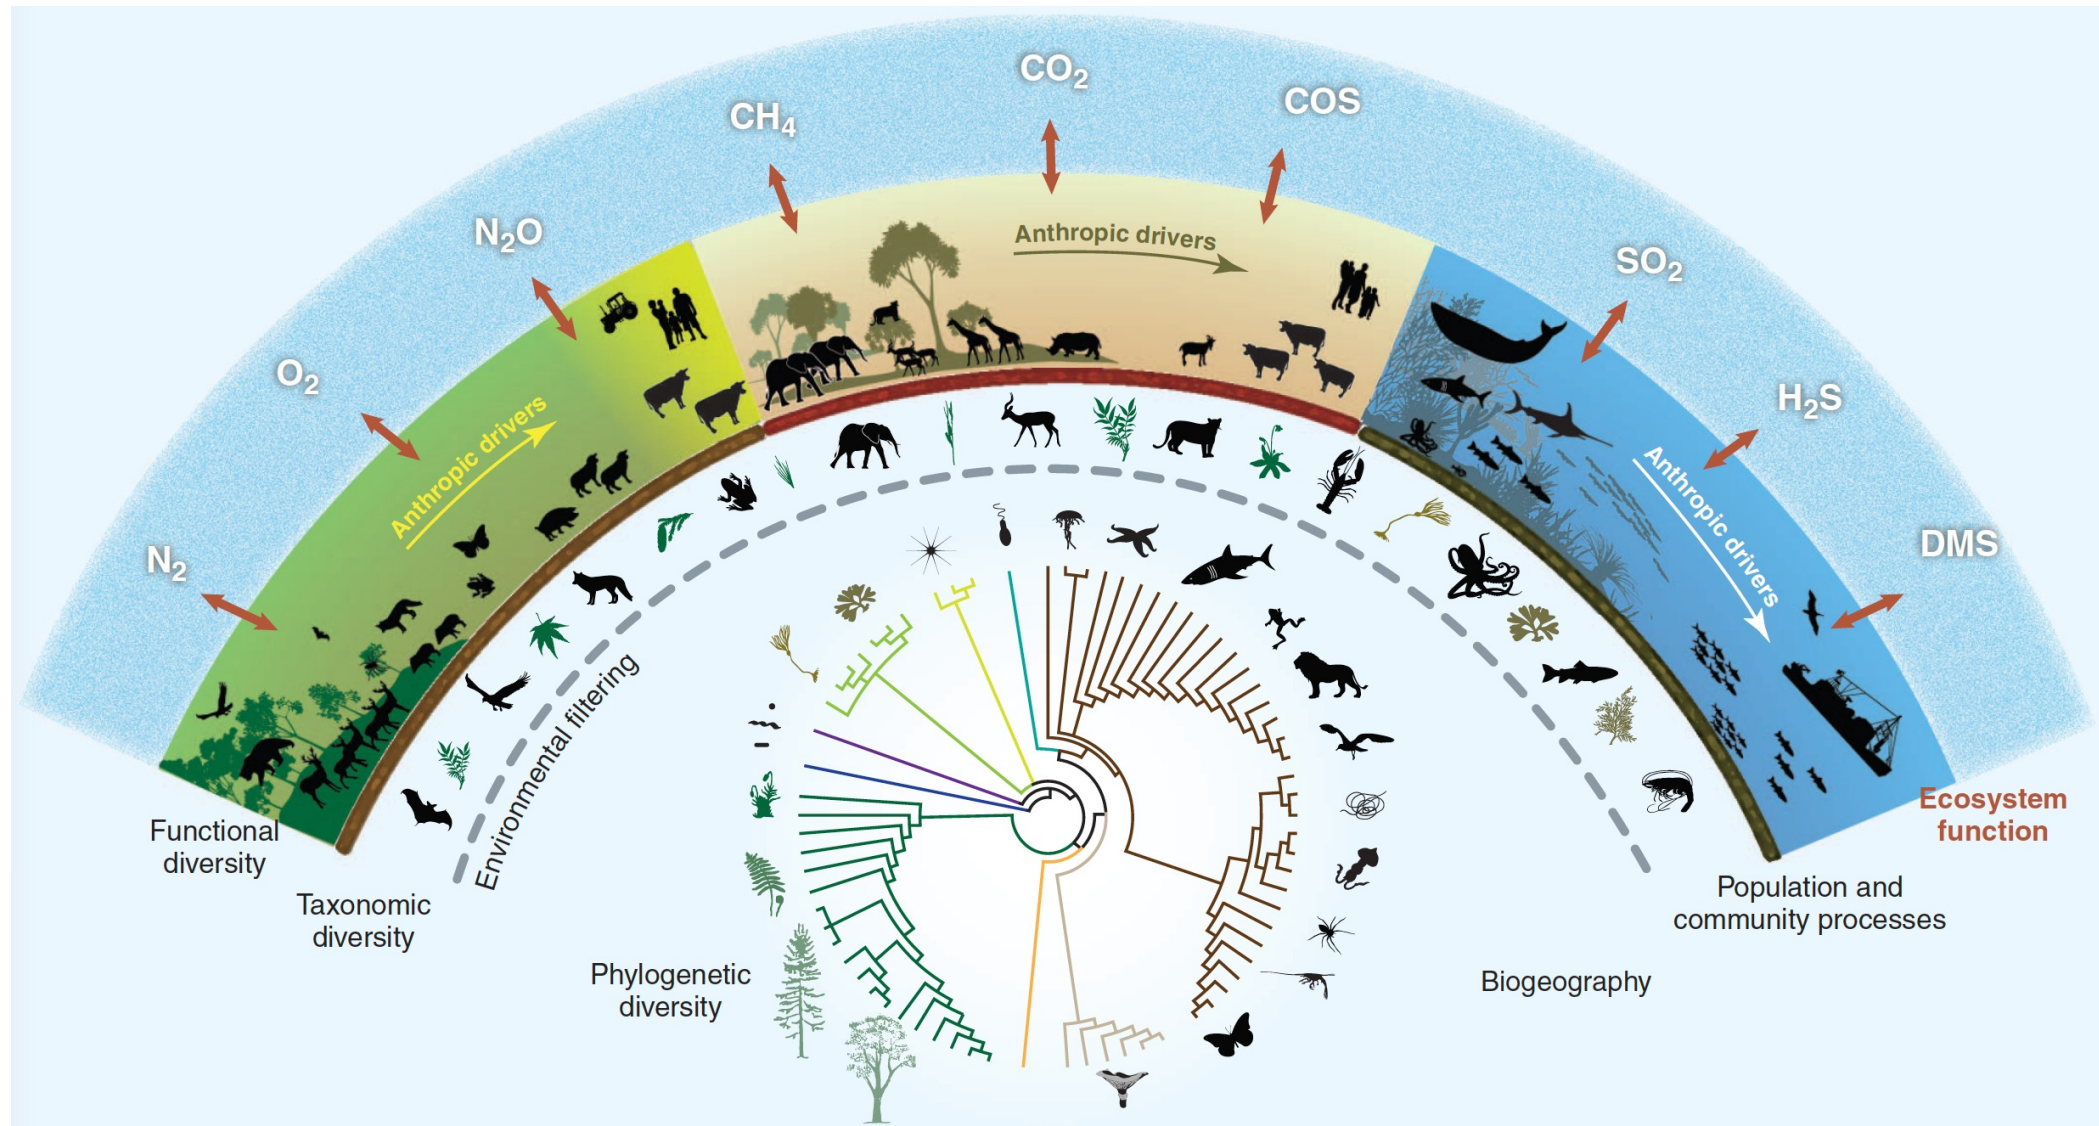 CO₂
COS
CH₄
N₂O
SO₂
O₂
H₂S
N₂
DMS
Anthropic drivers
Anthropic drivers
Anthropic drivers
Environmental filtering
Functional
diversity
Taxonomic
diversity
Phylogenetic
diversity
Biogeography
Population and
community processes
Ecosystem
function